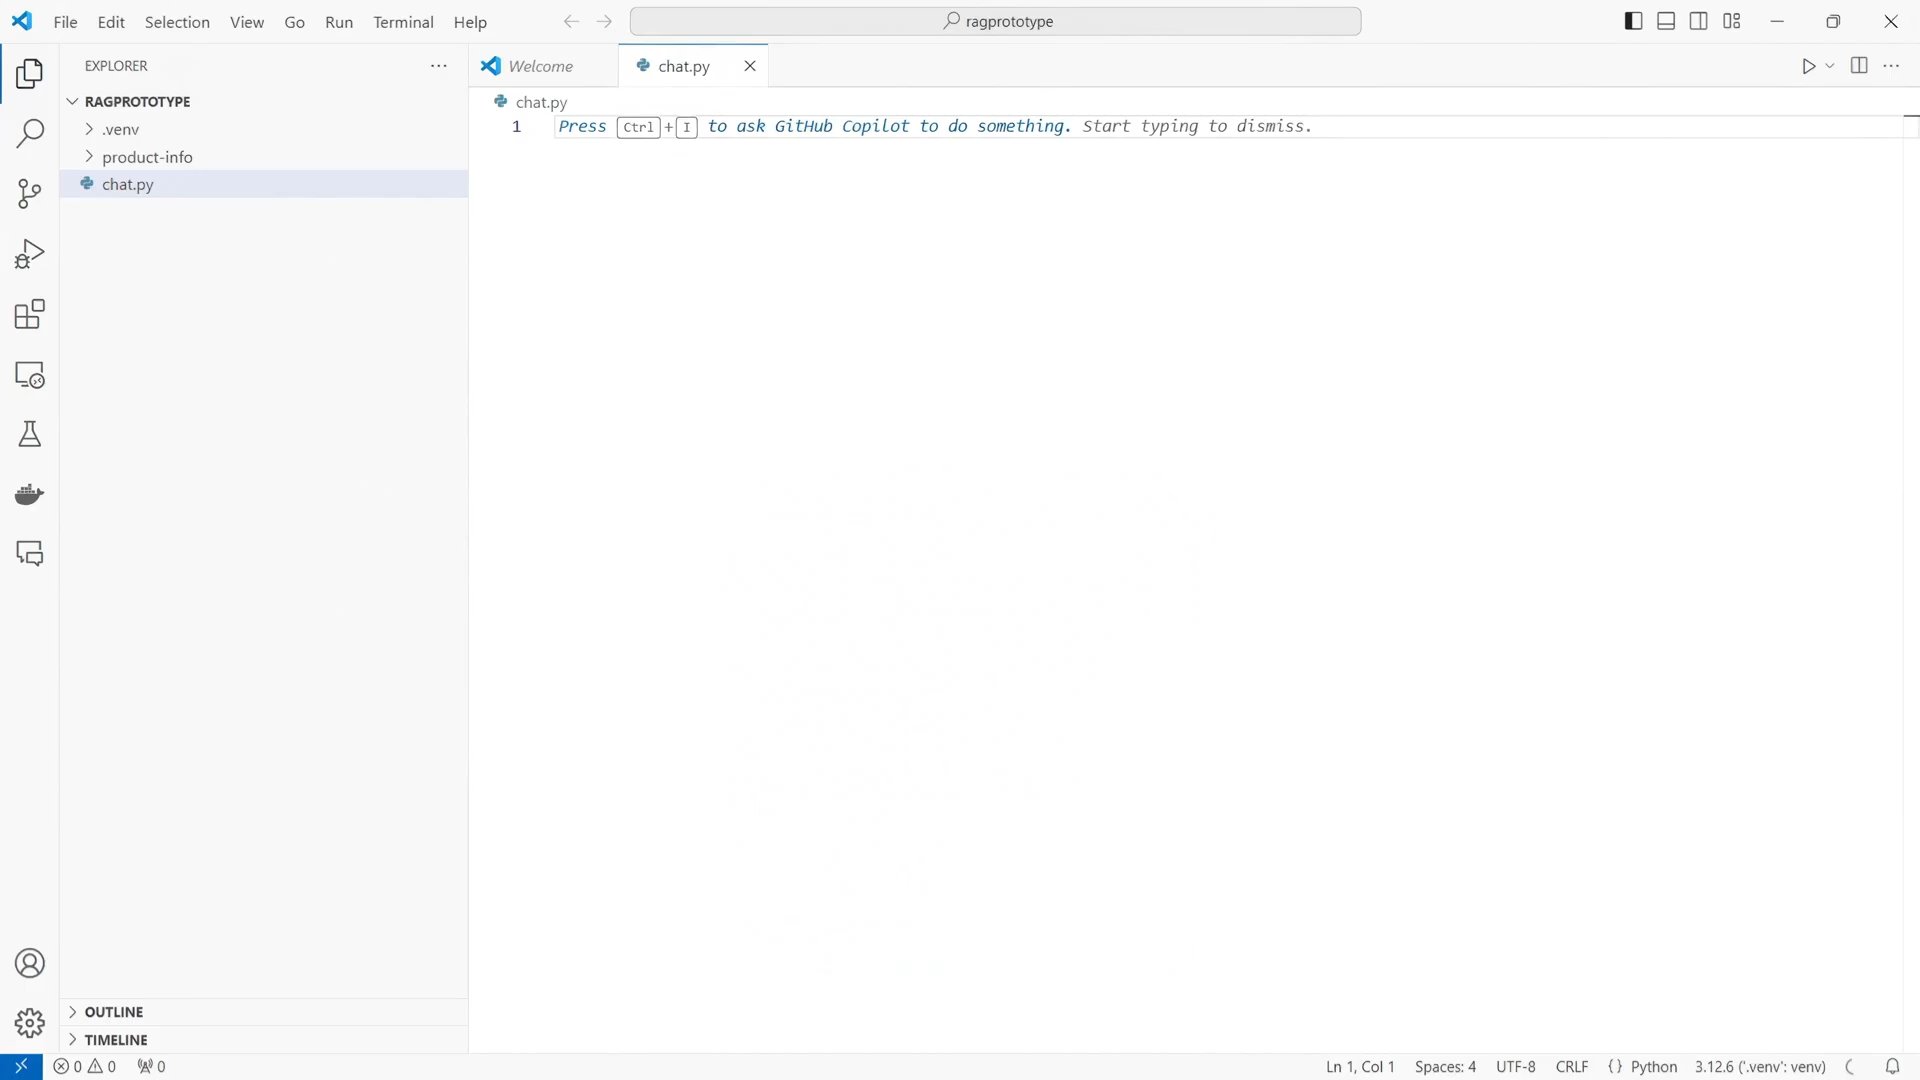 File Edit Selection View Go Run Terminal Help
ragprototype
EXPLORER
RAGPROTOTYPE
.venv
product-info
chat.py
OUTLINE
TIMELINE
Welcome
chat.py
chat.py
1 Press Ctrl+I to ask GitHub Copilot to do something. Start typing to dismiss.
0 0 0
Ln 1, Col 1 Spaces: 4 UTF-8 CRLF {} Python 3.12.6 ('.venv': venv)